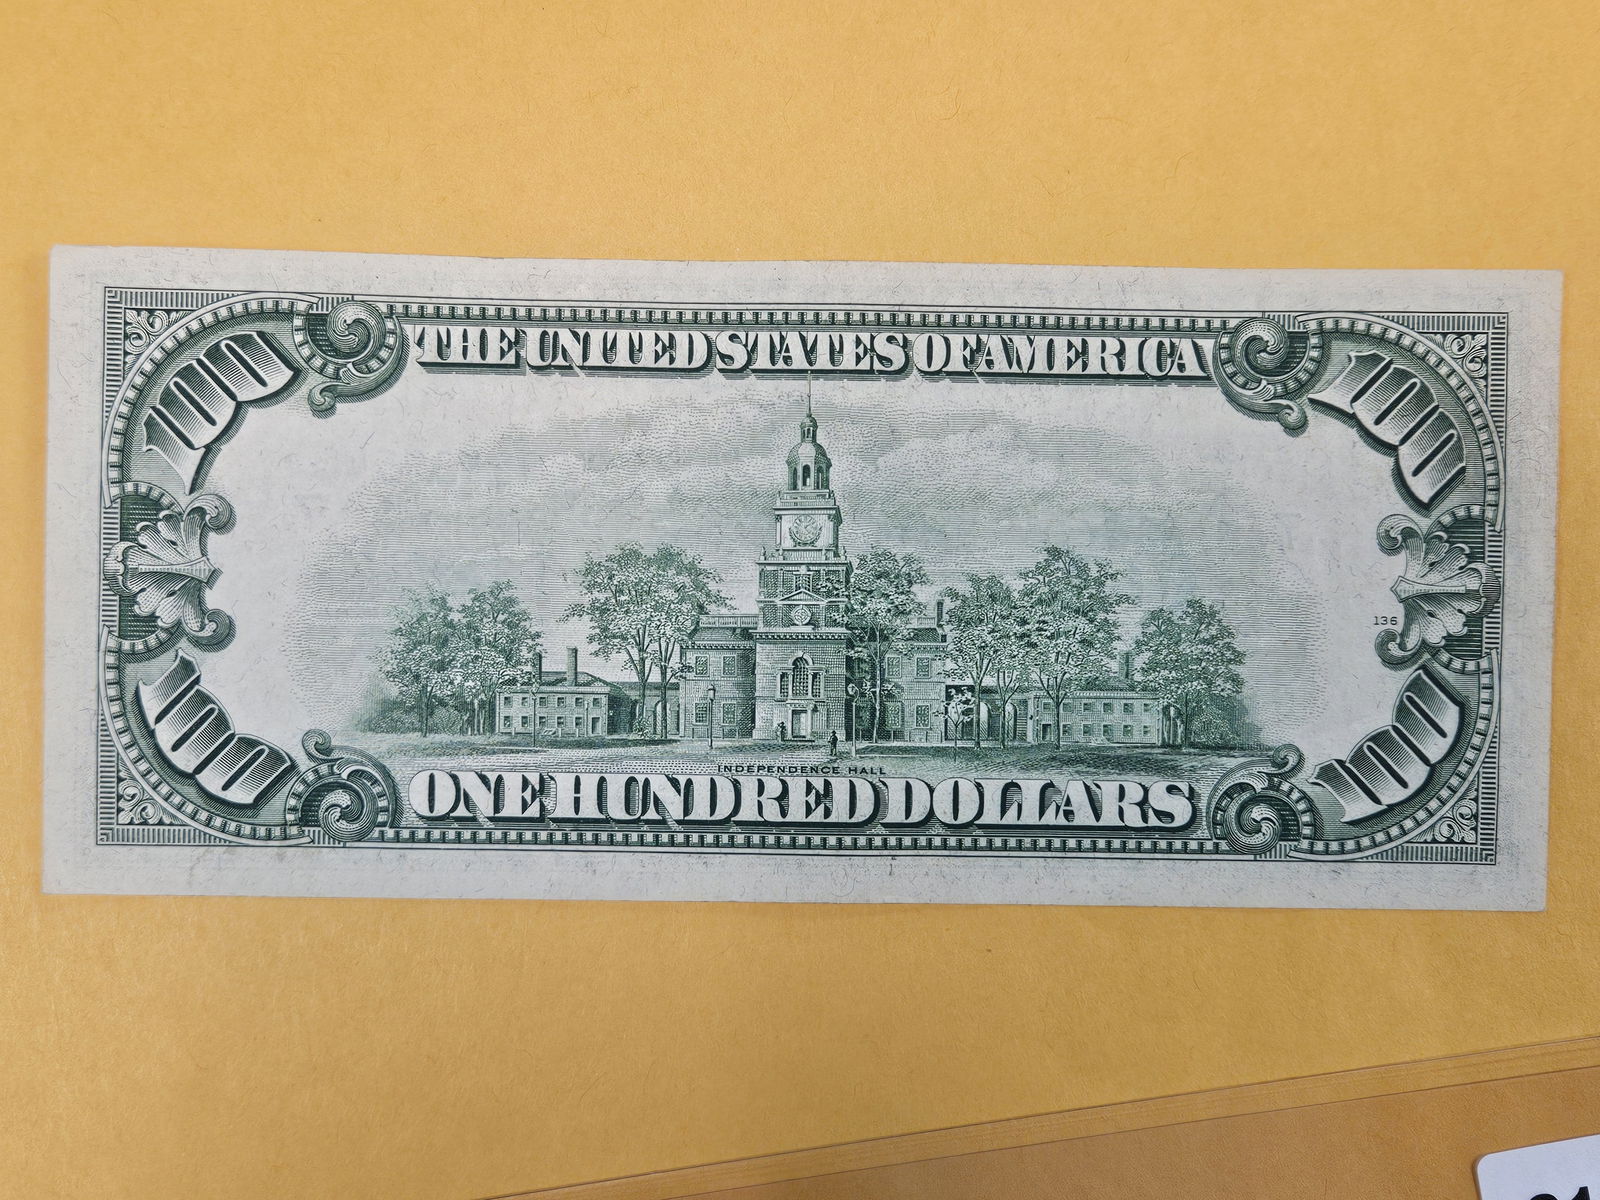 100
THE UNITED STATES OF AMERICA
100
136
100
INDEPENDENCE HALL
ONE HUNDRED DOLLARS
100